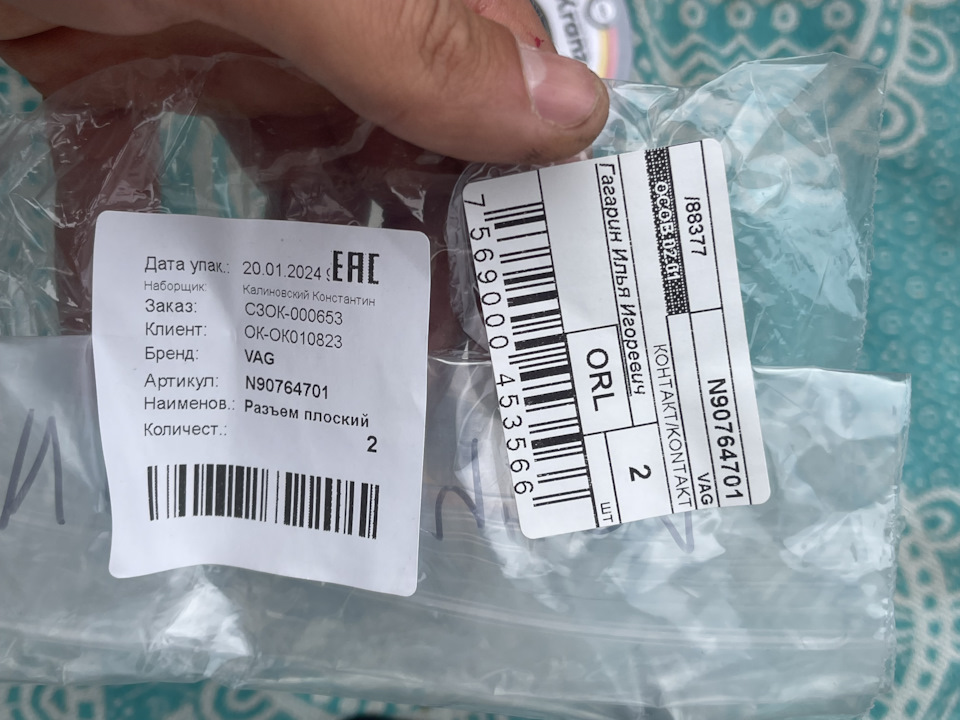 Kranz
Дата упак.: 20.01.2024
EAC
Наборщик: Калиновский Константин
Заказ: СЗОК-000653
Клиент: ОК-ОК010823
Бренд: VAG
Артикул: N90764701
Наименов.: Разъем плоский
Количест.: 2
I88377
N90764701
VAG
КОНТАКТ/KONTAKT
Гагарин Илья Игоревич
ORL
2
шт
7569000453566